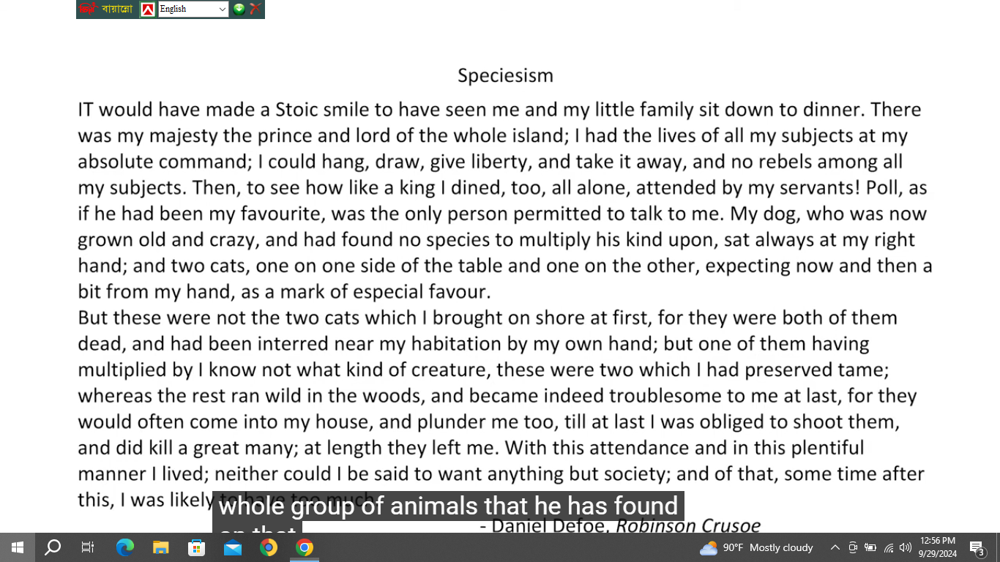 বায়ান্নো English
Speciesism
IT would have made a Stoic smile to have seen me and my little family sit down to dinner. There
was my majesty the prince and lord of the whole island; I had the lives of all my subjects at my
absolute command; I could hang, draw, give liberty, and take it away, and no rebels among all
my subjects. Then, to see how like a king I dined, too, all alone, attended by my servants! Poll, as
if he had been my favourite, was the only person permitted to talk to me. My dog, who was now
grown old and crazy, and had found no species to multiply his kind upon, sat always at my right
hand; and two cats, one on one side of the table and one on the other, expecting now and then a
bit from my hand, as a mark of especial favour.
But these were not the two cats which I brought on shore at first, for they were both of them
dead, and had been interred near my habitation by my own hand; but one of them having
multiplied by I know not what kind of creature, these were two which I had preserved tame;
whereas the rest ran wild in the woods, and became indeed troublesome to me at last, for they
would often come into my house, and plunder me too, till at last I was obliged to shoot them,
and did kill a great many; at length they left me. With this attendance and in this plentiful
manner I lived; neither could I be said to want anything but society; and of that, some time after
this, I was likely to have too much.
whole group of animals that he has found
on that
- Daniel Defoe, Robinson Crusoe
90°F Mostly cloudy
12:56 PM
9/29/2024
3